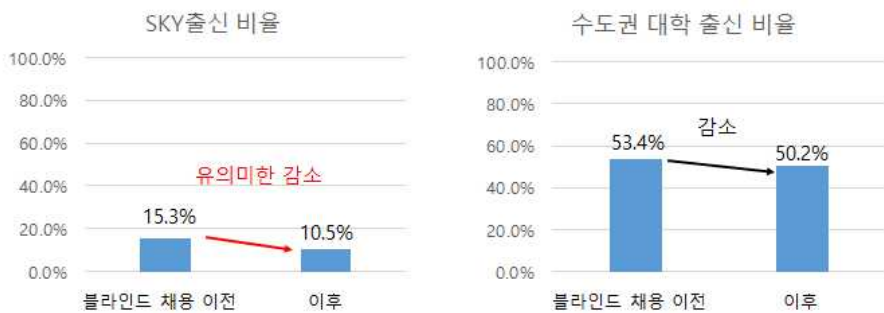 SKY출신 비율
100.0%
80.0%
60.0%
40.0%
20.0%
0.0%
유의미한 감소
15.3%
10.5%
블라인드 채용 이전
이후
수도권 대학 출신 비율
100.0%
80.0%
60.0%
40.0%
20.0%
0.0%
감소
53.4%
50.2%
블라인드 채용 이전
이후